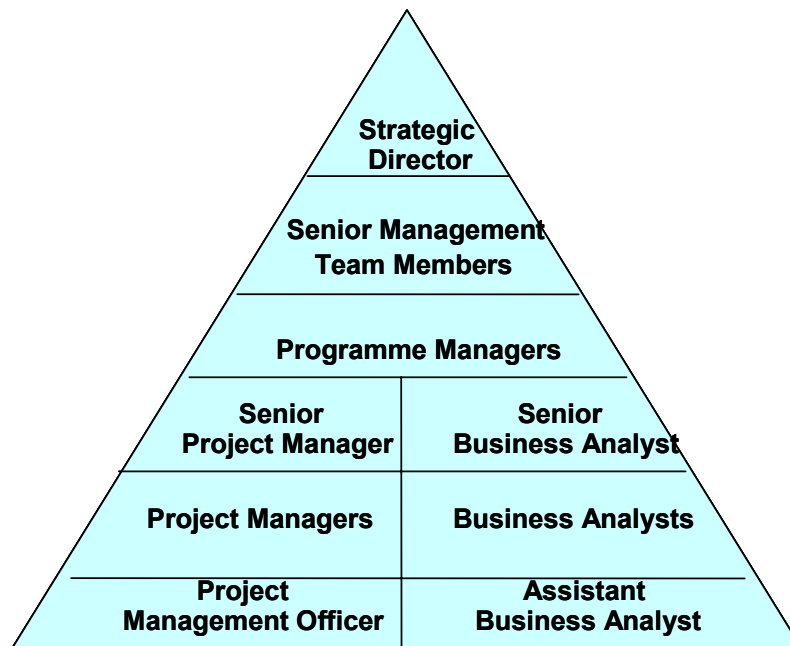 Strategic
Director
Senior Management
Team Members
Programme Managers
Senior
Project Manager
Senior
Business Analyst
Project Managers
Business Analysts
Project
Management Officer
Assistant
Business Analyst